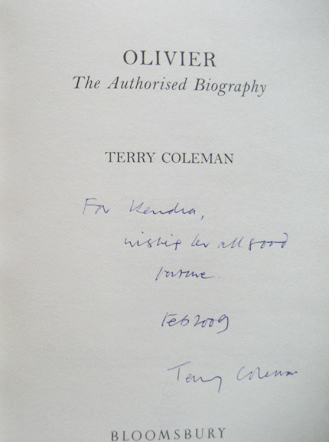 OLIVIER
The Authorised Biography
TERRY COLEMAN
For Kendra,
wishing her all good
fortune.
Feb 2009
Terry Coleman
BLOOMSBURY